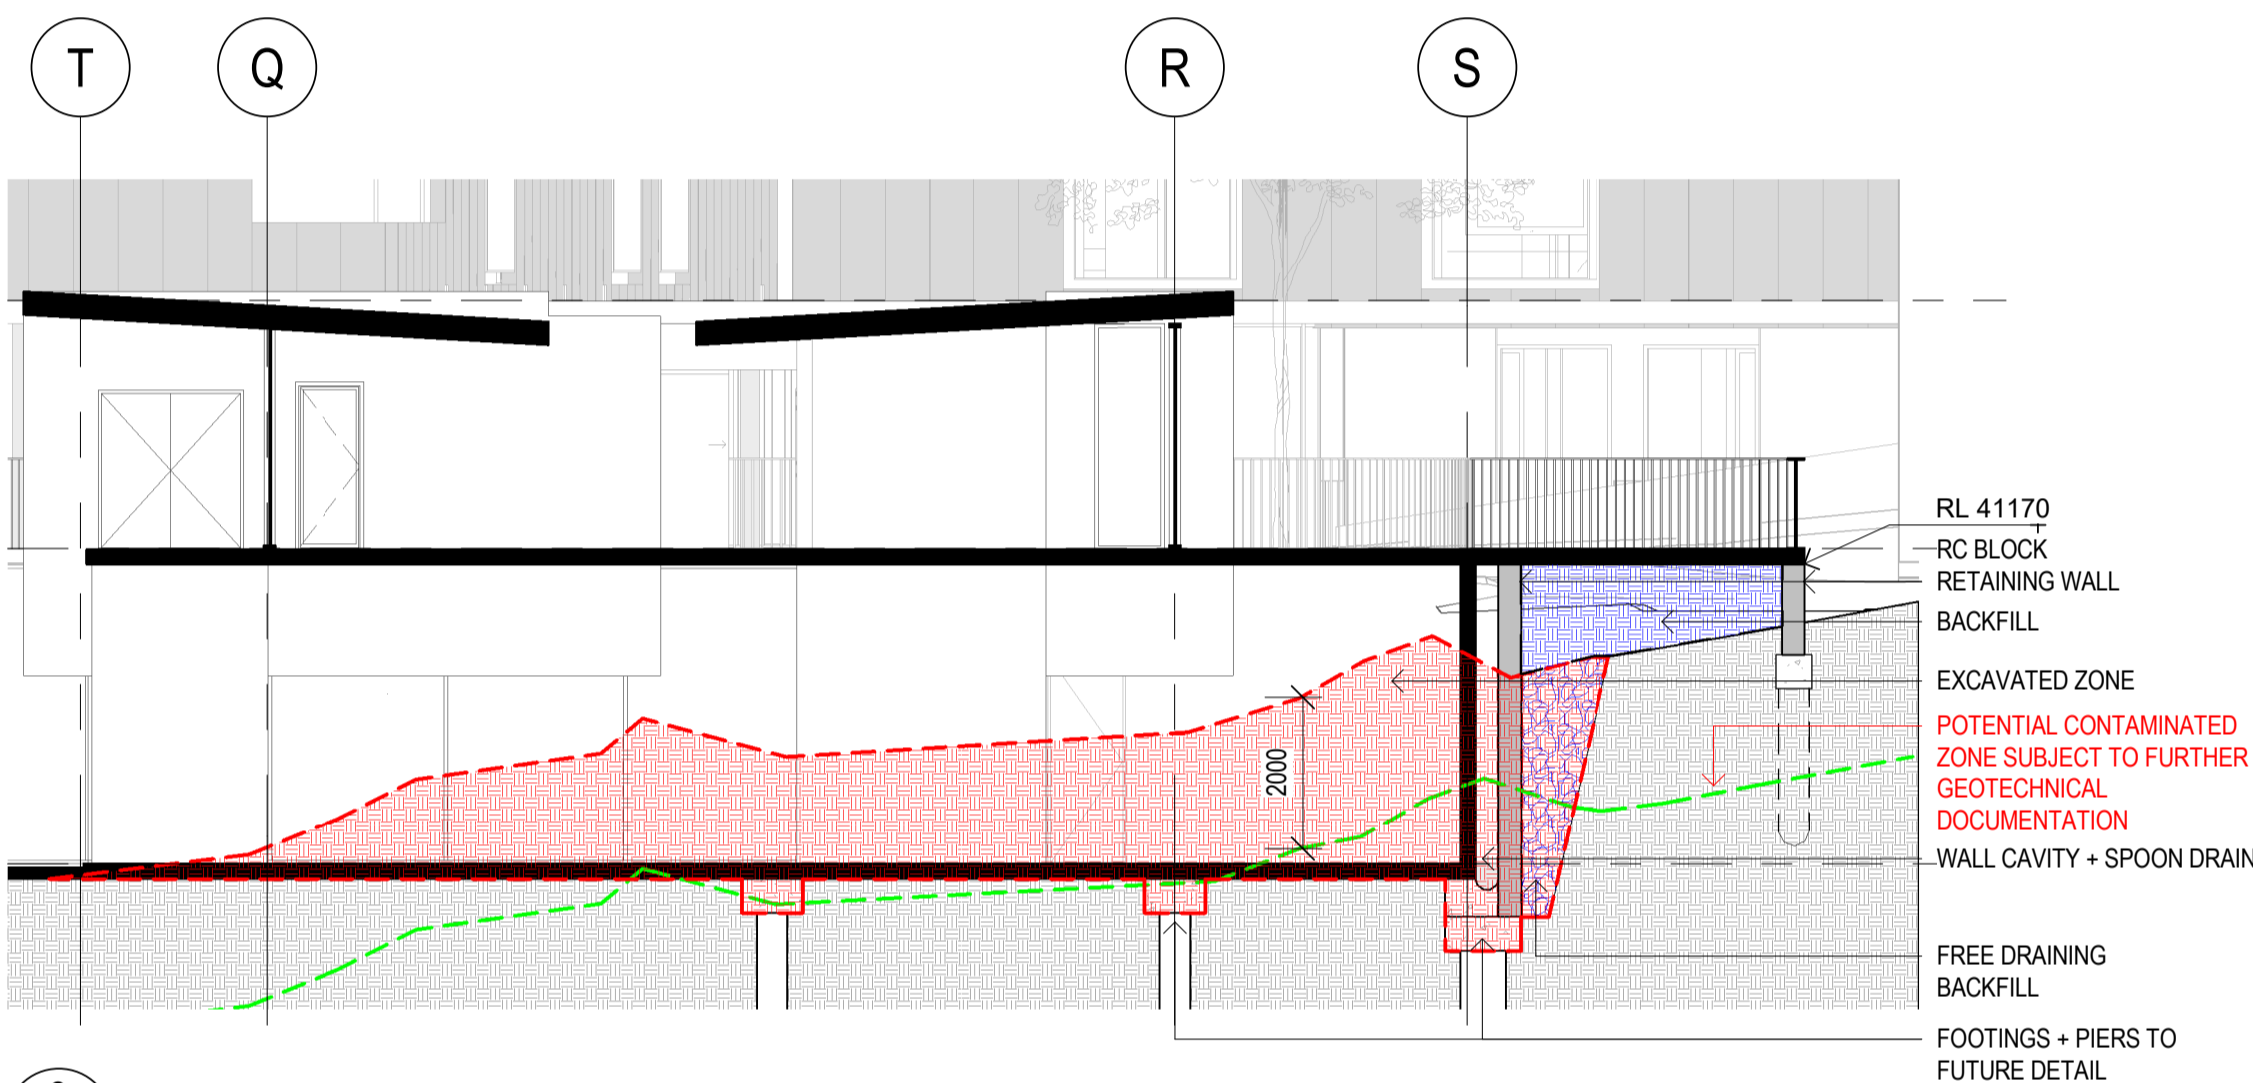 T
Q
R
S
RL 41170
RC BLOCK
RETAINING WALL
BACKFILL
EXCAVATED ZONE
POTENTIAL CONTAMINATED
ZONE SUBJECT TO FURTHER
GEOTECHNICAL
DOCUMENTATION
2000
WALL CAVITY + SPOON DRAIN
FREE DRAINING
BACKFILL
FOOTINGS + PIERS TO
FUTURE DETAIL